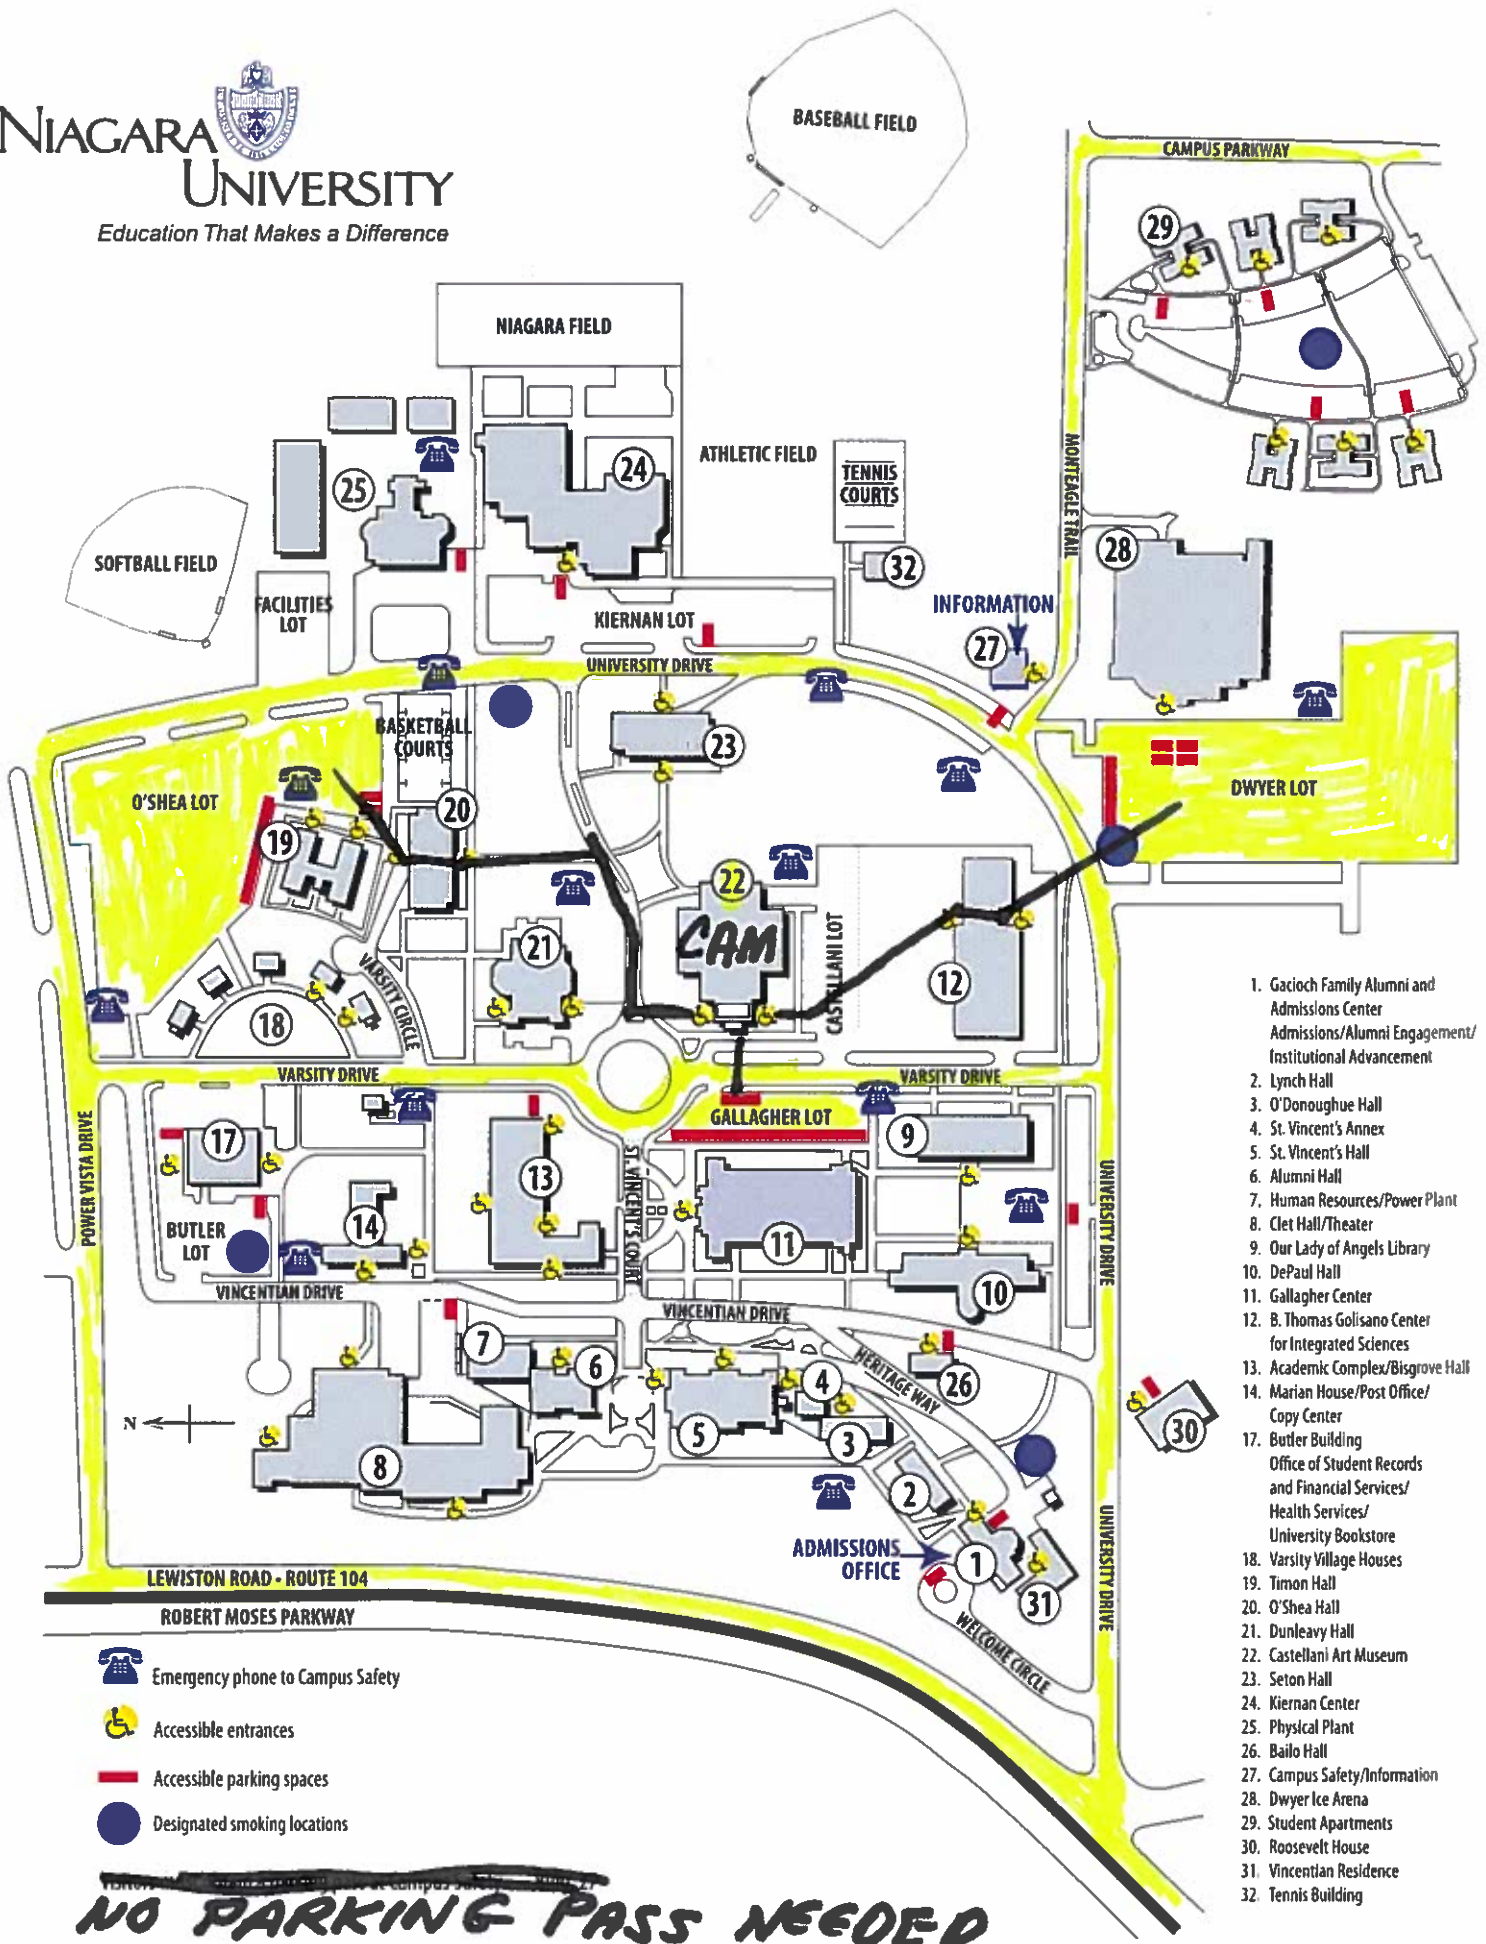 NIAGARA
UNIVERSITY
Education That Makes a Difference
BASEBALL FIELD
CAMPUS PARKWAY
29
NIAGARA FIELD
MONTEAGLE TRAIL
24
ATHLETIC FIELD
TENNIS
COURTS
25
28
SOFTBALL FIELD
32
FACILITIES
LOT
INFORMATION
KIERNAN LOT
27
UNIVERSITY DRIVE
BASKETBALL
COURTS
23
O'SHEA LOT
DWYER LOT
20
19
22
CAM
21
CASTELLANI LOT
12
VARSITY CIRCLE
18
VARSITY DRIVE
VARSITY DRIVE
GALLAGHER LOT
17
9
POWER VISTA DRIVE
13
ST. VINCENT'S COURT
UNIVERSITY DRIVE
14
BUTLER
LOT
11
10
VINCENTIAN DRIVE
VINCENTIAN DRIVE
7
6
HERITAGE WAY
4
26
N
5
3
30
8
2
ADMISSIONS
OFFICE
1
UNIVERSITY DRIVE
31
LEWISTON ROAD - ROUTE 104
ROBERT MOSES PARKWAY
WELCOME CIRCLE
Emergency phone to Campus Safety
Accessible entrances
Accessible parking spaces
Designated smoking locations
NO PARKING PASS NEEDED
1. Gacioch Family Alumni and
Admissions Center
Admissions/Alumni Engagement/
Institutional Advancement
2. Lynch Hall
3. O'Donoughue Hall
4. St. Vincent's Annex
5. St. Vincent's Hall
6. Alumni Hall
7. Human Resources/Power Plant
8. Clet Hall/Theater
9. Our Lady of Angels Library
10. DePaul Hall
11. Gallagher Center
12. B. Thomas Golisano Center
for Integrated Sciences
13. Academic Complex/Bisgrove Hall
14. Marian House/Post Office/
Copy Center
17. Butler Building
Office of Student Records
and Financial Services/
Health Services/
University Bookstore
18. Varsity Village Houses
19. Timon Hall
20. O'Shea Hall
21. Dunleavy Hall
22. Castellani Art Museum
23. Seton Hall
24. Kiernan Center
25. Physical Plant
26. Bailo Hall
27. Campus Safety/Information
28. Dwyer Ice Arena
29. Student Apartments
30. Roosevelt House
31. Vincentian Residence
32. Tennis Building